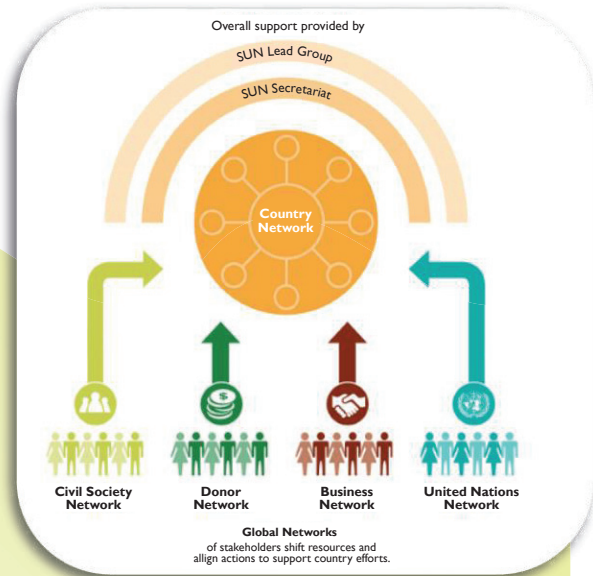 Overall support provided by
SUN Lead Group
SUN Secretariat
Country
Network
$
Civil Society
Network
Donor
Network
Business
Network
United Nations
Network
Global Networks
of stakeholders shift resources and
allign actions to support country efforts.